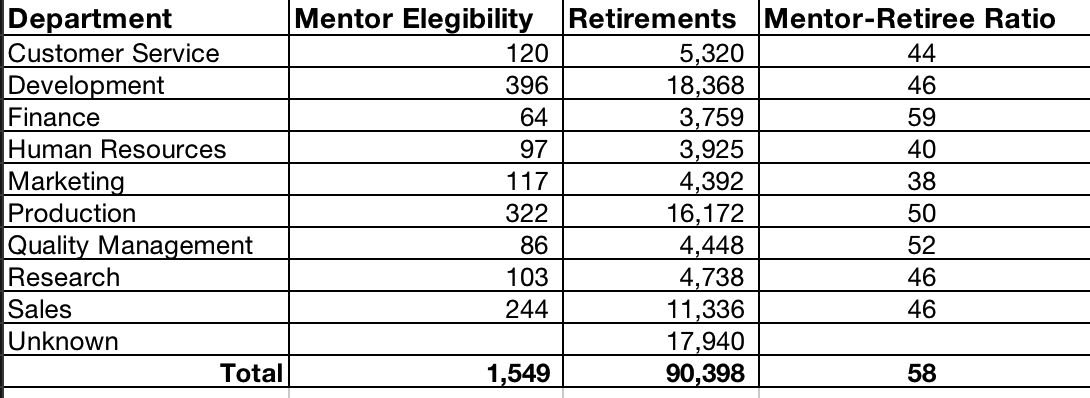 Department Mentor Elegibility Retirements Mentor-Retiree Ratio
Customer Service 120 5,320 44
Development 396 18,368 46
Finance 64 3,759 59
Human Resources 97 3,925 40
Marketing 117 4,392 38
Production 322 16,172 50
Quality Management 86 4,448 52
Research 103 4,738 46
Sales 244 11,336 46
Unknown 17,940
Total 1,549 90,398 58